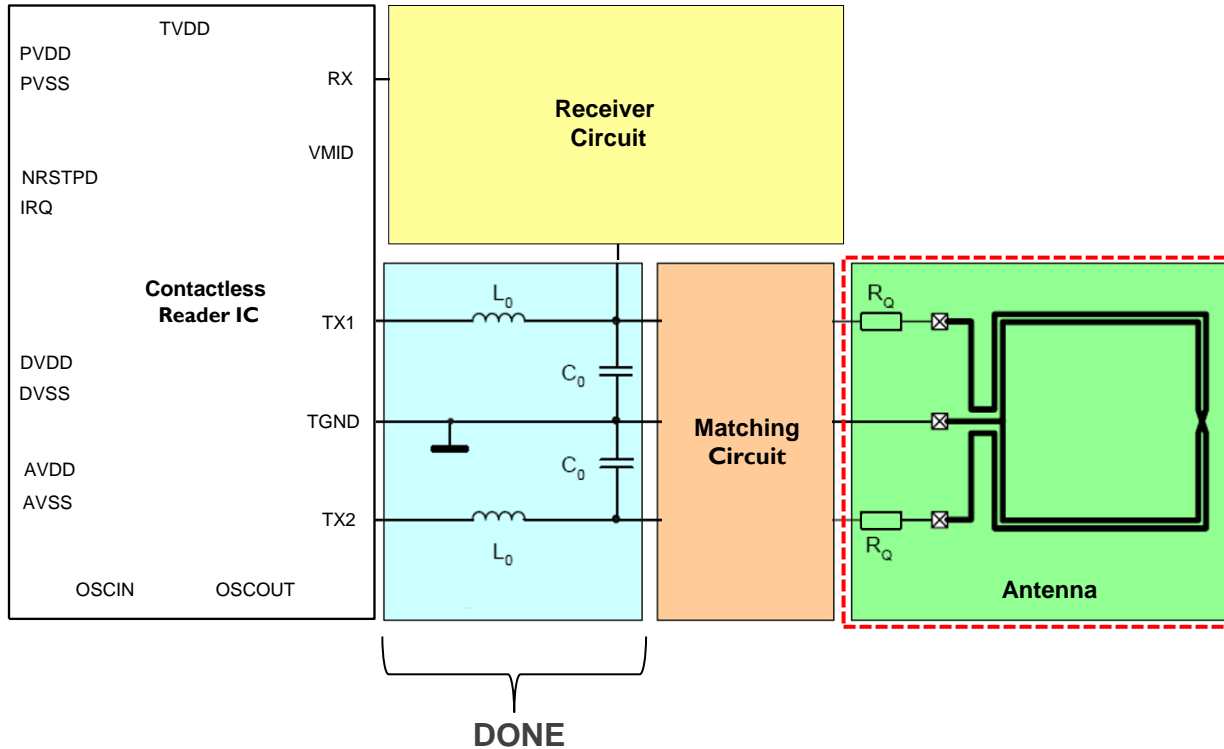 TVDD
PVDD
PVSS
RX
VMID
NRSTPD
IRQ
Contactless
Reader IC
TX1
DVDD
DVSS
TGND
AVDD
AVSS
TX2
OSCIN
OSCOUT
Receiver
Circuit
L0
C0
C0
L0
Matching
Circuit
RQ
RQ
Antenna
DONE